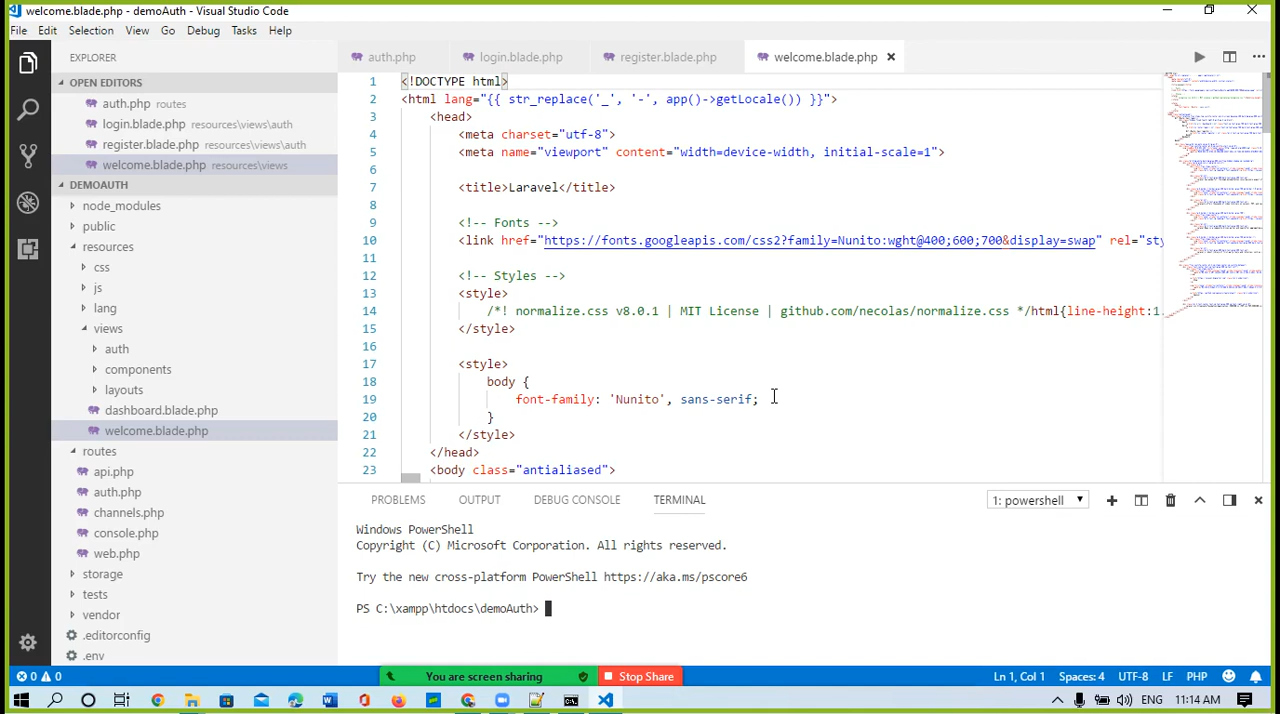 welcome.blade.php - demoAuth - Visual Studio Code
File Edit Selection View Go Debug Tasks Help
EXPLORER
OPEN EDITORS
auth.php routes
login.blade.php resources\views\auth
register.blade.php resources\views\auth
welcome.blade.php resources\views
DEMOAUTH
node_modules
public
resources
css
js
lang
views
auth
components
layouts
dashboard.blade.php
welcome.blade.php
routes
api.php
auth.php
channels.php
console.php
web.php
storage
tests
vendor
.editorconfig
.env
auth.php login.blade.php register.blade.php welcome.blade.php
1 <!DOCTYPE html>
2 <html lang="{{ str_replace('_', '-', app()->getLocale()) }}">
3 <head>
4 <meta charset="utf-8">
5 <meta name="viewport" content="width=device-width, initial-scale=1">
6
7 <title>Laravel</title>
8
9 <!-- Fonts -->
10 <link href="https://fonts.googleapis.com/css2?family=Nunito:wght@400;600;700&display=swap" rel="sty
11
12 <!-- Styles -->
13 <style>
14 /*! normalize.css v8.0.1 | MIT License | github.com/necolas/normalize.css */html{line-height:1.
15 </style>
16
17 <style>
18 body {
19 font-family: 'Nunito', sans-serif;
20 }
21 </style>
22 </head>
23 <body class="antialiased">
PROBLEMS OUTPUT DEBUG CONSOLE TERMINAL 1: powershell
Windows PowerShell
Copyright (C) Microsoft Corporation. All rights reserved.
Try the new cross-platform PowerShell https://aka.ms/pscore6
PS C:\xampp\htdocs\demoAuth>
0 0 You are screen sharing Stop Share Ln 1, Col 1 Spaces: 4 UTF-8 LF PHP
ENG 11:14 AM